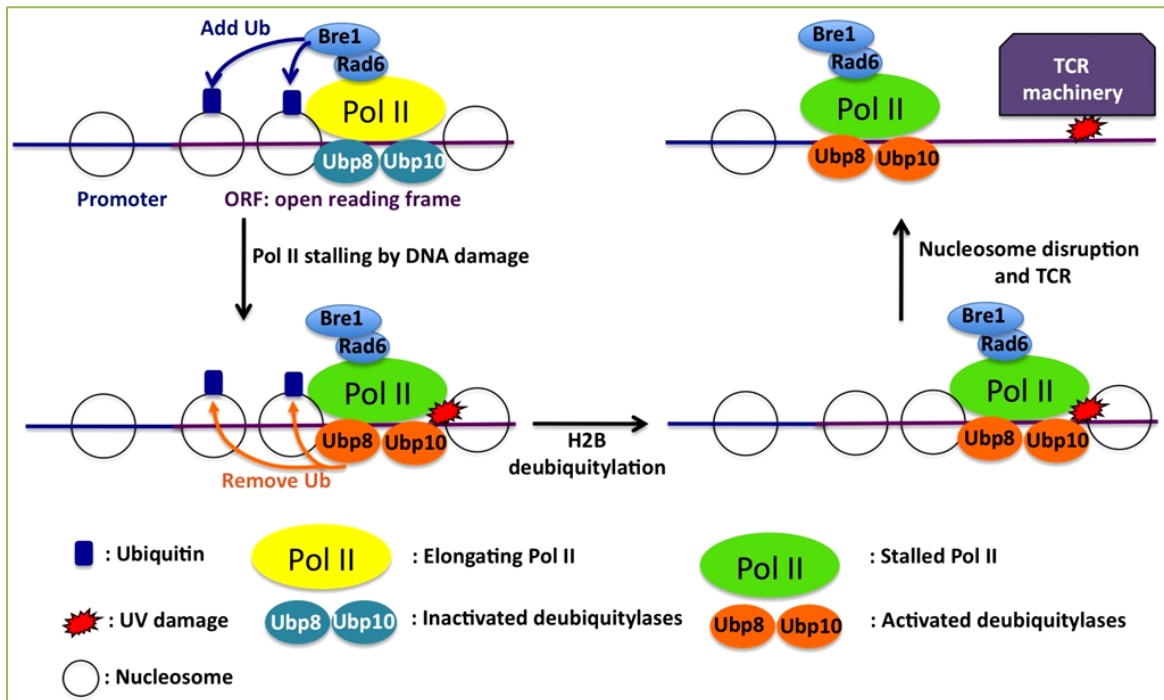 Add Ub
Bre1
Rad6
Pol II
Ubp8
Ubp10
Promoter
ORF: open reading frame
Pol II stalling by DNA damage
Bre1
Rad6
Pol II
Ubp8
Ubp10
Remove Ub
H2B
deubiquitylation
Bre1
Rad6
Pol II
Ubp8
Ubp10
Nucleosome disruption
and TCR
Bre1
Rad6
Pol II
Ubp8
Ubp10
TCR
machinery
: Ubiquitin
Pol II
: Elongating Pol II
Pol II
: Stalled Pol II
: UV damage
Ubp8
Ubp10
: Inactivated deubiquitylases
Ubp8
Ubp10
: Activated deubiquitylases
: Nucleosome